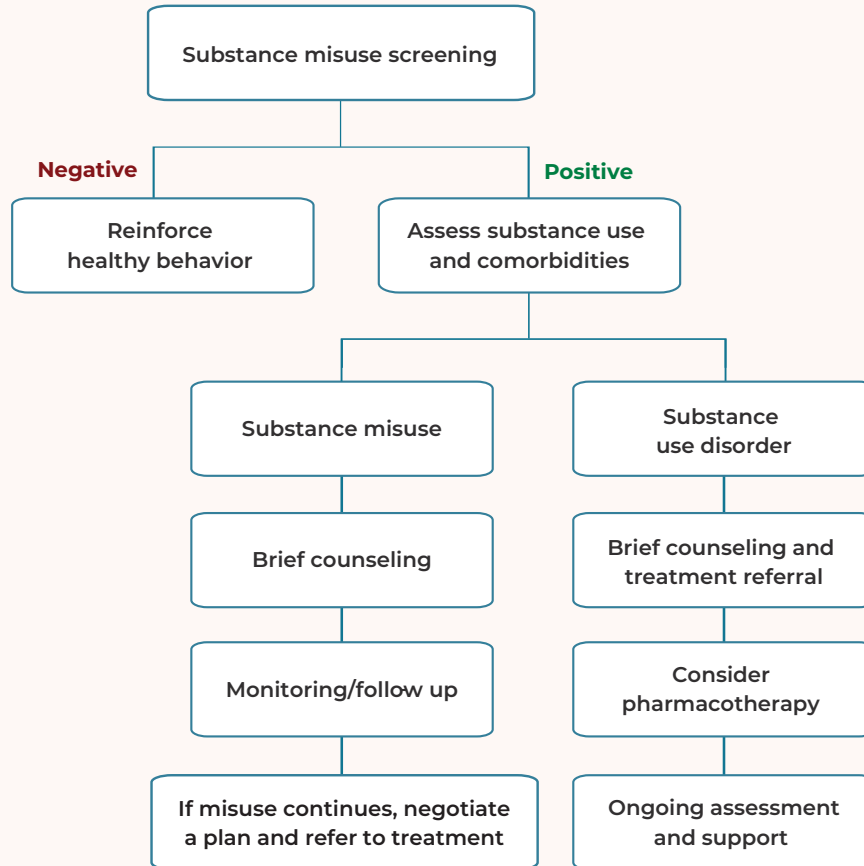 Substance misuse screening
Negative
Positive
Reinforce
healthy behavior
Assess substance use
and comorbidities
Substance misuse
Substance
use disorder
Brief counseling
Brief counseling and
treatment referral
Monitoring/follow up
Consider
pharmacotherapy
If misuse continues, negotiate
a plan and refer to treatment
Ongoing assessment
and support